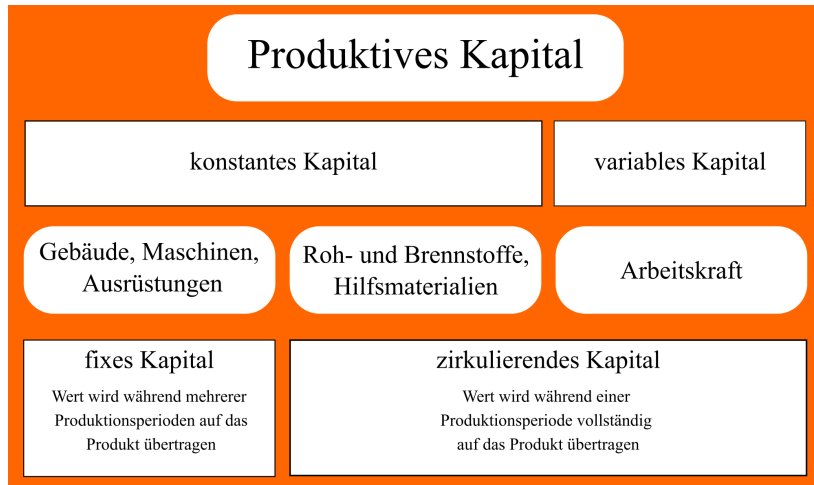 Produktives Kapital
konstantes Kapital
variables Kapital
Gebäude, Maschinen,
Ausrüstungen
Roh- und Brennstoffe,
Hilfsmaterialien
Arbeitskraft
fixes Kapital
Wert wird während mehrerer
Produktionsperioden auf das
Produkt übertragen
zirkulierendes Kapital
Wert wird während einer
Produktionsperiode vollständig
auf das Produkt übertragen